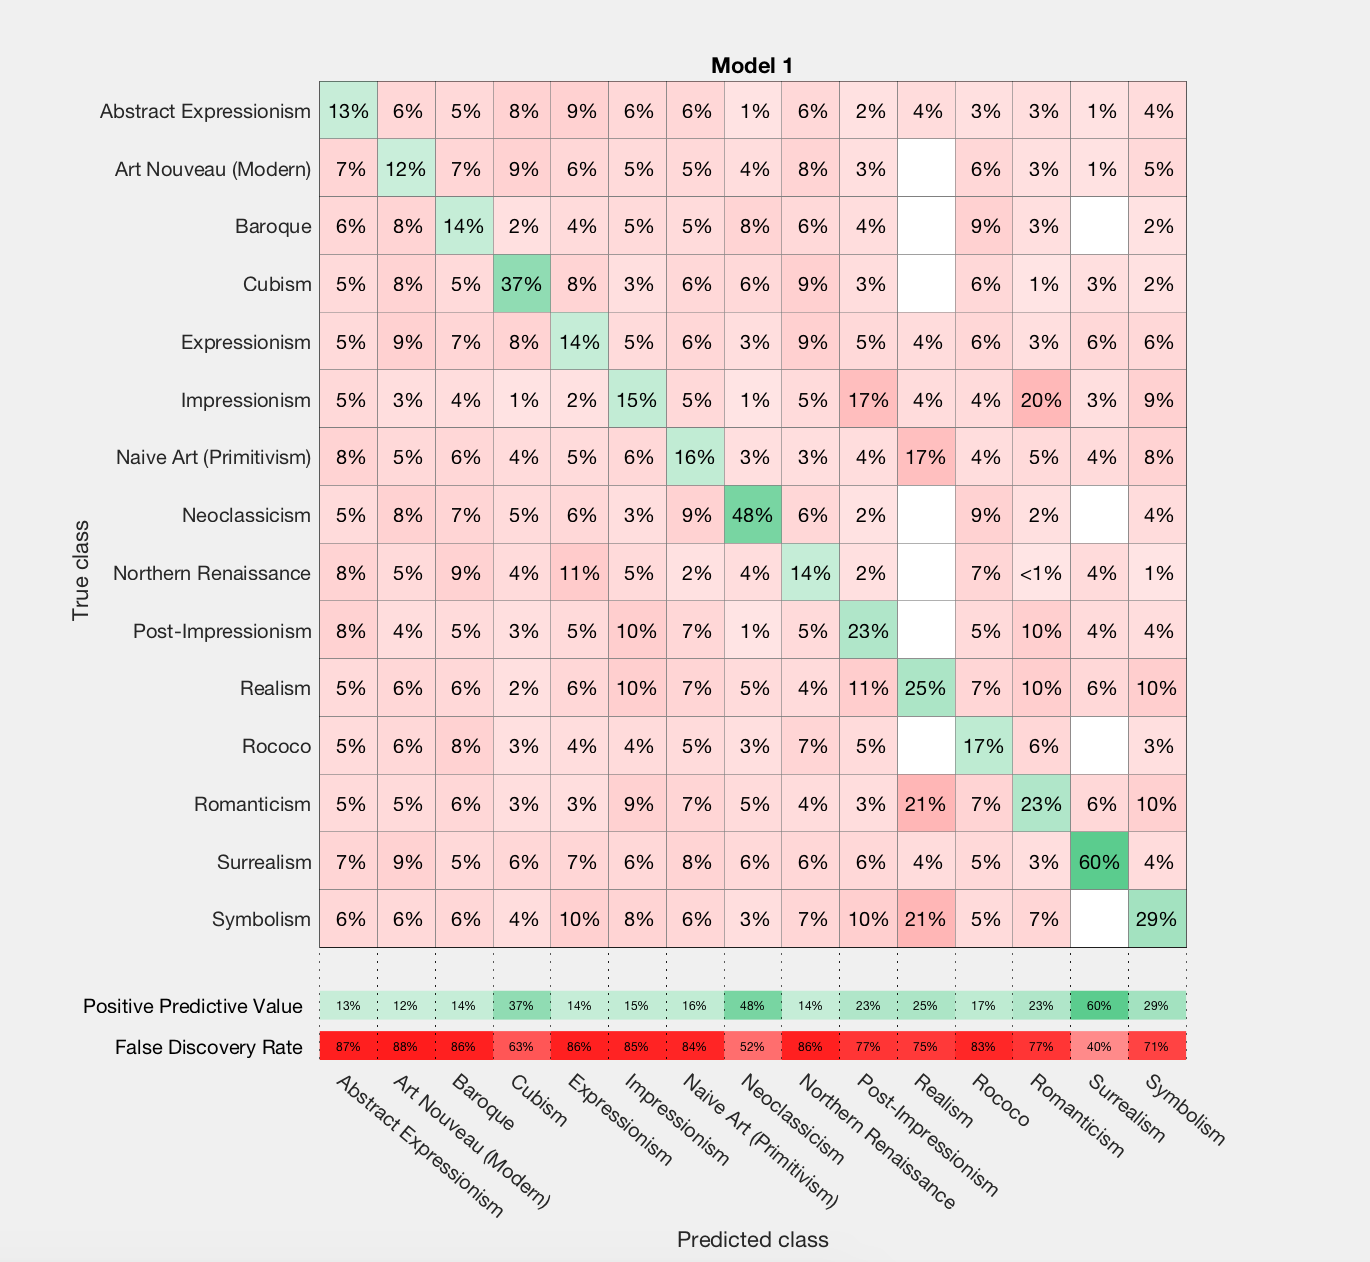 Model 1
Abstract Expressionism 13% 6% 5% 8% 9% 6% 6% 1% 6% 2% 4% 3% 3% 1% 4%
Art Nouveau (Modern) 7% 12% 7% 9% 6% 5% 5% 4% 8% 3% 6% 3% 1% 5%
Baroque 6% 8% 14% 2% 4% 5% 5% 8% 6% 4% 9% 3% 2%
Cubism 5% 8% 5% 37% 8% 3% 6% 6% 9% 3% 6% 1% 3% 2%
Expressionism 5% 9% 7% 8% 14% 5% 6% 3% 9% 5% 4% 6% 3% 6% 6%
Impressionism 5% 3% 4% 1% 2% 15% 5% 1% 5% 17% 4% 4% 20% 3% 9%
Naive Art (Primitivism) 8% 5% 6% 4% 5% 6% 16% 3% 3% 4% 17% 4% 5% 4% 8%
Neoclassicism 5% 8% 7% 5% 6% 3% 9% 48% 6% 2% 9% 2% 4%
Northern Renaissance 8% 5% 9% 4% 11% 5% 2% 4% 14% 2% 7% <1% 4% 1%
Post-Impressionism 8% 4% 5% 3% 5% 10% 7% 1% 5% 23% 5% 10% 4% 4%
Realism 5% 6% 6% 2% 6% 10% 7% 5% 4% 11% 25% 7% 10% 6% 10%
Rococo 5% 6% 8% 3% 4% 4% 5% 3% 7% 5% 17% 6% 3%
Romanticism 5% 5% 6% 3% 3% 9% 7% 5% 4% 3% 21% 7% 23% 6% 10%
Surrealism 7% 9% 5% 6% 7% 6% 8% 6% 6% 6% 4% 5% 3% 60% 4%
Symbolism 6% 6% 6% 4% 10% 8% 6% 3% 7% 10% 21% 5% 7% 29%
True class
Positive Predictive Value 13% 12% 14% 37% 14% 15% 16% 48% 14% 23% 25% 17% 23% 60% 29%
False Discovery Rate 87% 88% 86% 63% 86% 85% 84% 52% 86% 77% 75% 83% 77% 40% 71%
Abstract Expressionism
Art Nouveau (Modern)
Baroque
Cubism
Expressionism
Impressionism
Naive Art (Primitivism)
Neoclassicism
Northern Renaissance
Post-Impressionism
Realism
Rococo
Romanticism
Surrealism
Symbolism
Predicted class